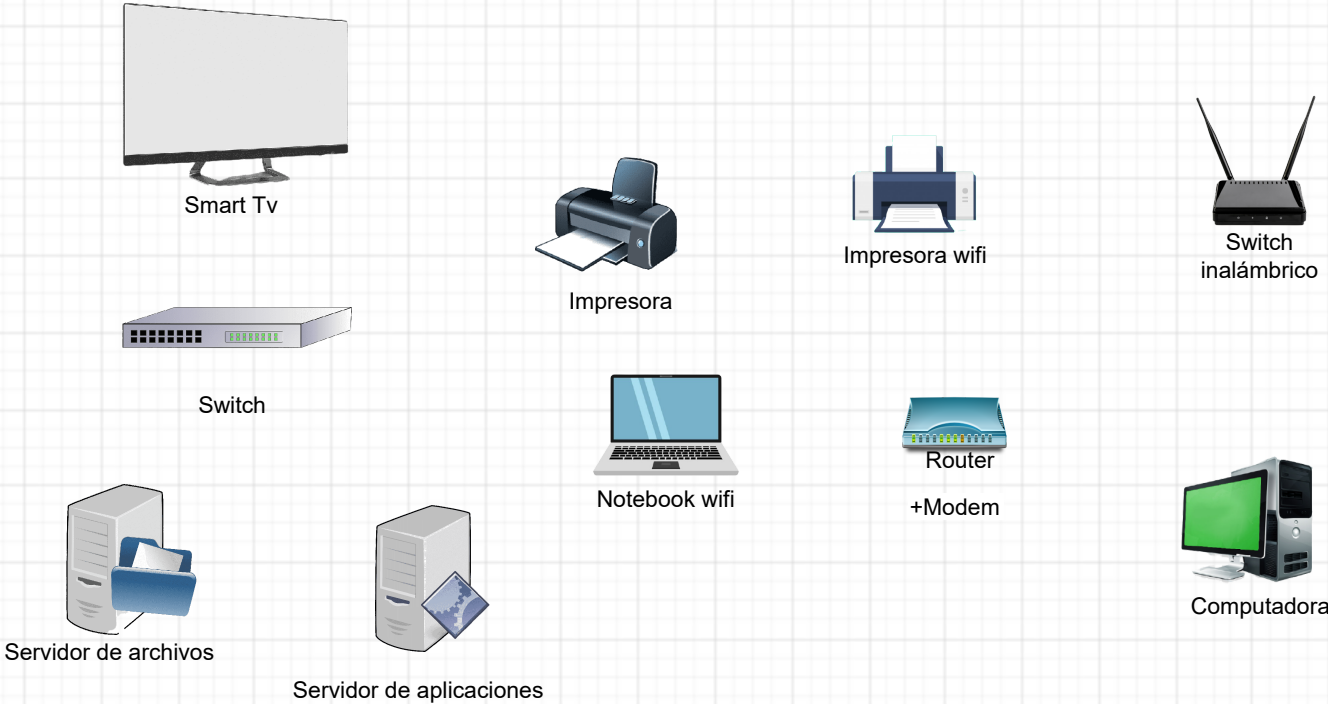 Smart Tv
Impresora
Impresora wifi
Switch
inalámbrico
Switch
Notebook wifi
Router
+Modem
Computadora
Servidor de archivos
Servidor de aplicaciones